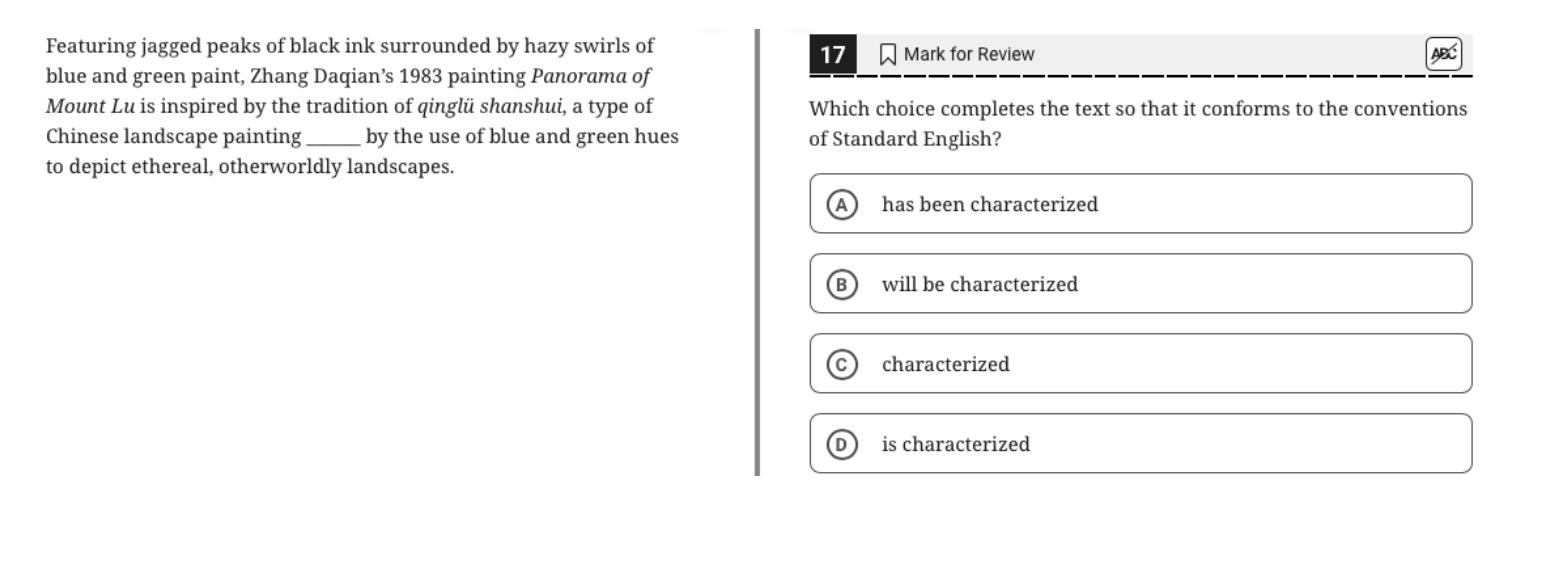 Featuring jagged peaks of black ink surrounded by hazy swirls of
blue and green paint, Zhang Daqian’s 1983 painting Panorama of
Mount Lu is inspired by the tradition of qinglü shanshui, a type of
Chinese landscape painting ______ by the use of blue and green hues
to depict ethereal, otherworldly landscapes.
17 Mark for Review ABC
Which choice completes the text so that it conforms to the conventions
of Standard English?
A has been characterized
B will be characterized
C characterized
D is characterized